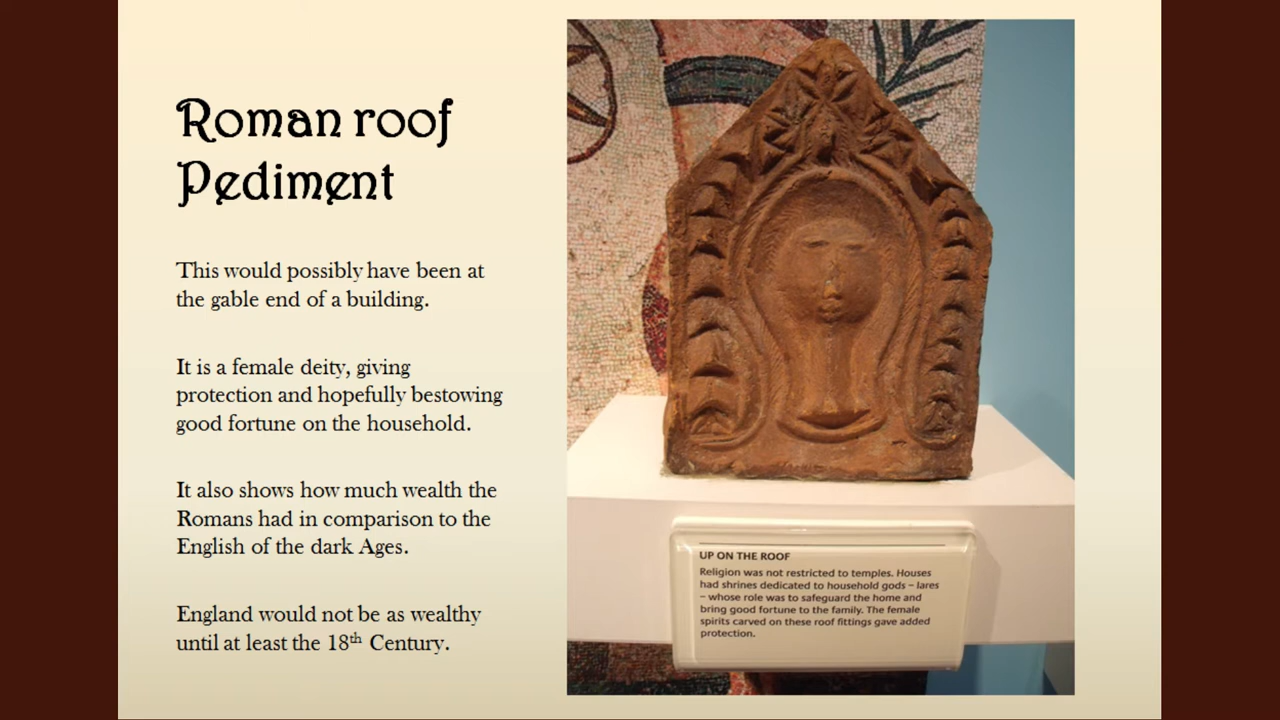 Roman roof
Pediment
This would possibly have been at
the gable end of a building.
It is a female deity, giving
protection and hopefully bestowing
good fortune on the household.
It also shows how much wealth the
Romans had in comparison to the
English of the dark Ages.
England would not be as wealthy
until at least the 18th Century.
UP ON THE ROOF
Religion was not restricted to temples. Houses
had shrines dedicated to household gods – lares
– whose role was to safeguard the home and
bring good fortune to the family. The female
spirits carved on these roof fittings gave added
protection.